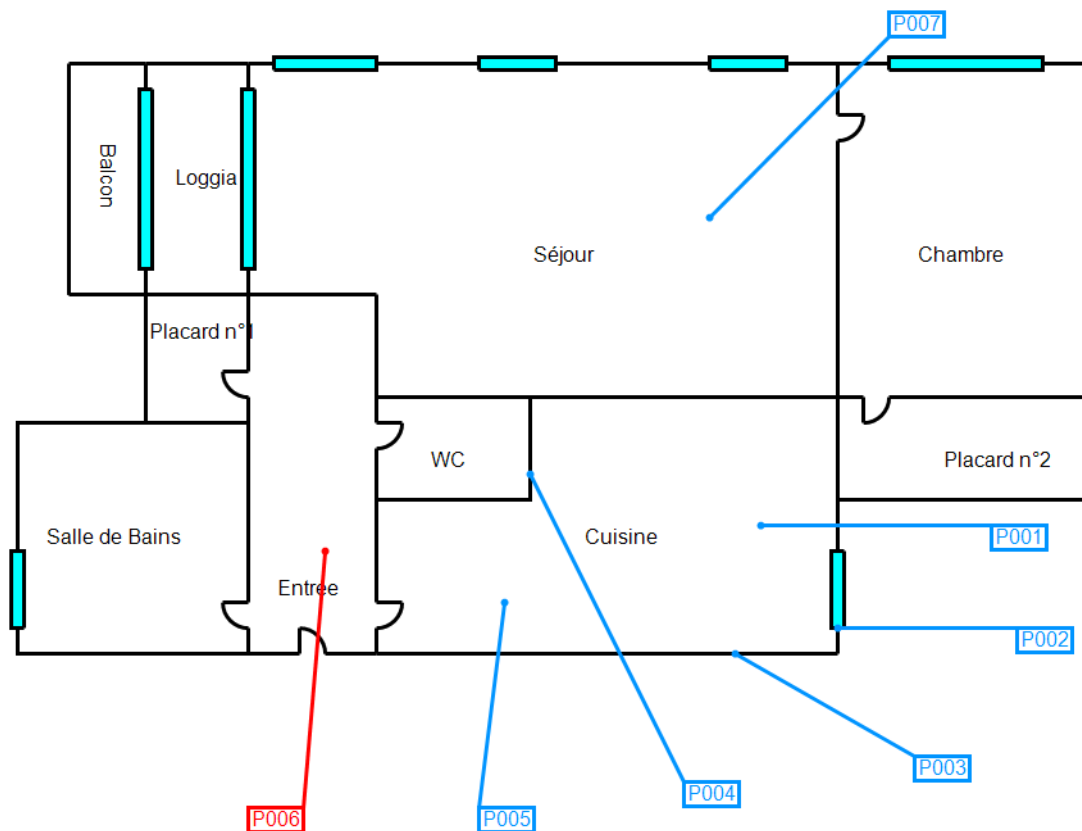 P007
Balcon
Loggia
Séjour
Chambre
Placard n°1
WC
Placard n°2
Salle de Bains
Cuisine
P001
Entrée
P002
P003
P004
P006
P005